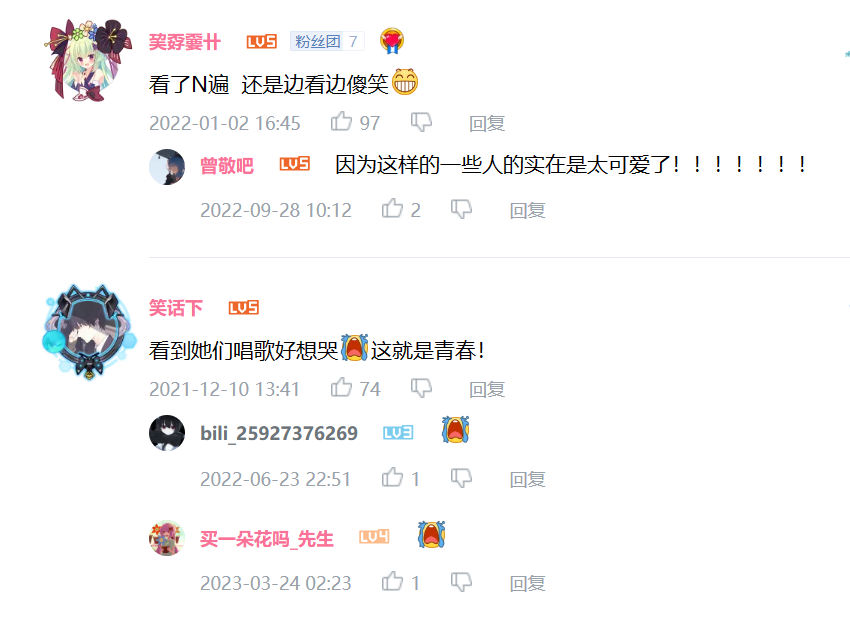 LV5 粉丝团 7
看了N遍 还是边看边傻笑
2022-01-02 16:45 97 回复
曾敬吧 LV5 因为这样的一些人的实在是太可爱了！！！！！！！
2022-09-28 10:12 2 回复
笑话下 LV5
看到她们唱歌好想哭这就是青春！
2021-12-10 13:41 74 回复
bili_25927376269 LV3
2022-06-23 22:51 1 回复
买一朵花吗_先生 LV4
2023-03-24 02:23 1 回复